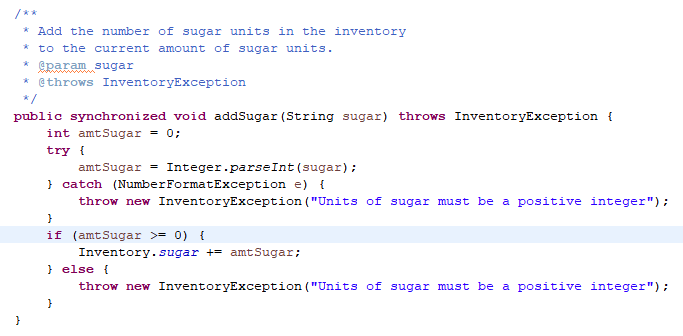 /**
 * Add the number of sugar units in the inventory
 * to the current amount of sugar units.
 * @param sugar
 * @throws InventoryException
 */
public synchronized void addSugar(String sugar) throws InventoryException {
    int amtSugar = 0;
    try {
        amtSugar = Integer.parseInt(sugar);
    } catch (NumberFormatException e) {
        throw new InventoryException("Units of sugar must be a positive integer");
    }
    if (amtSugar >= 0) {
        Inventory.sugar += amtSugar;
    } else {
        throw new InventoryException("Units of sugar must be a positive integer");
    }
}